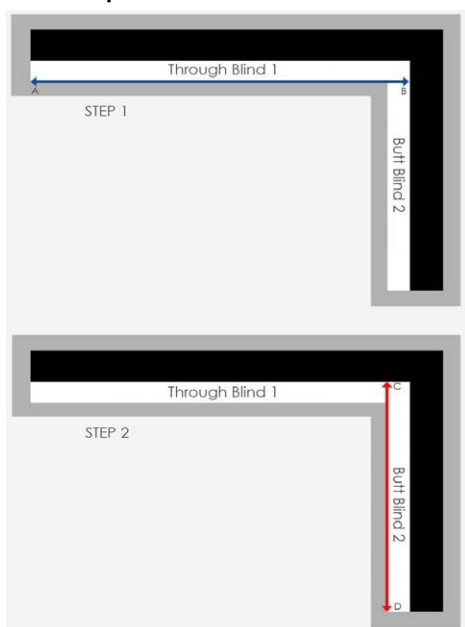 Through Blind 1
A
B
STEP 1
Butt Blind 2
Through Blind 1
C
STEP 2
Butt Blind 2
D